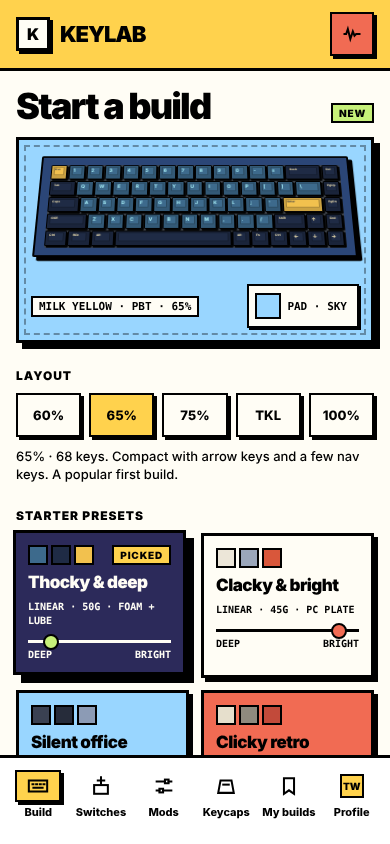 K KEYLAB
Start a build
NEW
MILK YELLOW · PBT · 65%
PAD · SKY
LAYOUT
60%
65%
75%
TKL
100%
65% · 68 keys. Compact with arrow keys and a few nav
keys. A popular first build.
STARTER PRESETS
PICKED
Thocky & deep
LINEAR · 50G · FOAM +
LUBE
DEEP
BRIGHT
Clacky & bright
LINEAR · 45G · PC PLATE
DEEP
BRIGHT
Silent office
Clicky retro
Build
Switches
Mods
Keycaps
My builds
TW
Profile